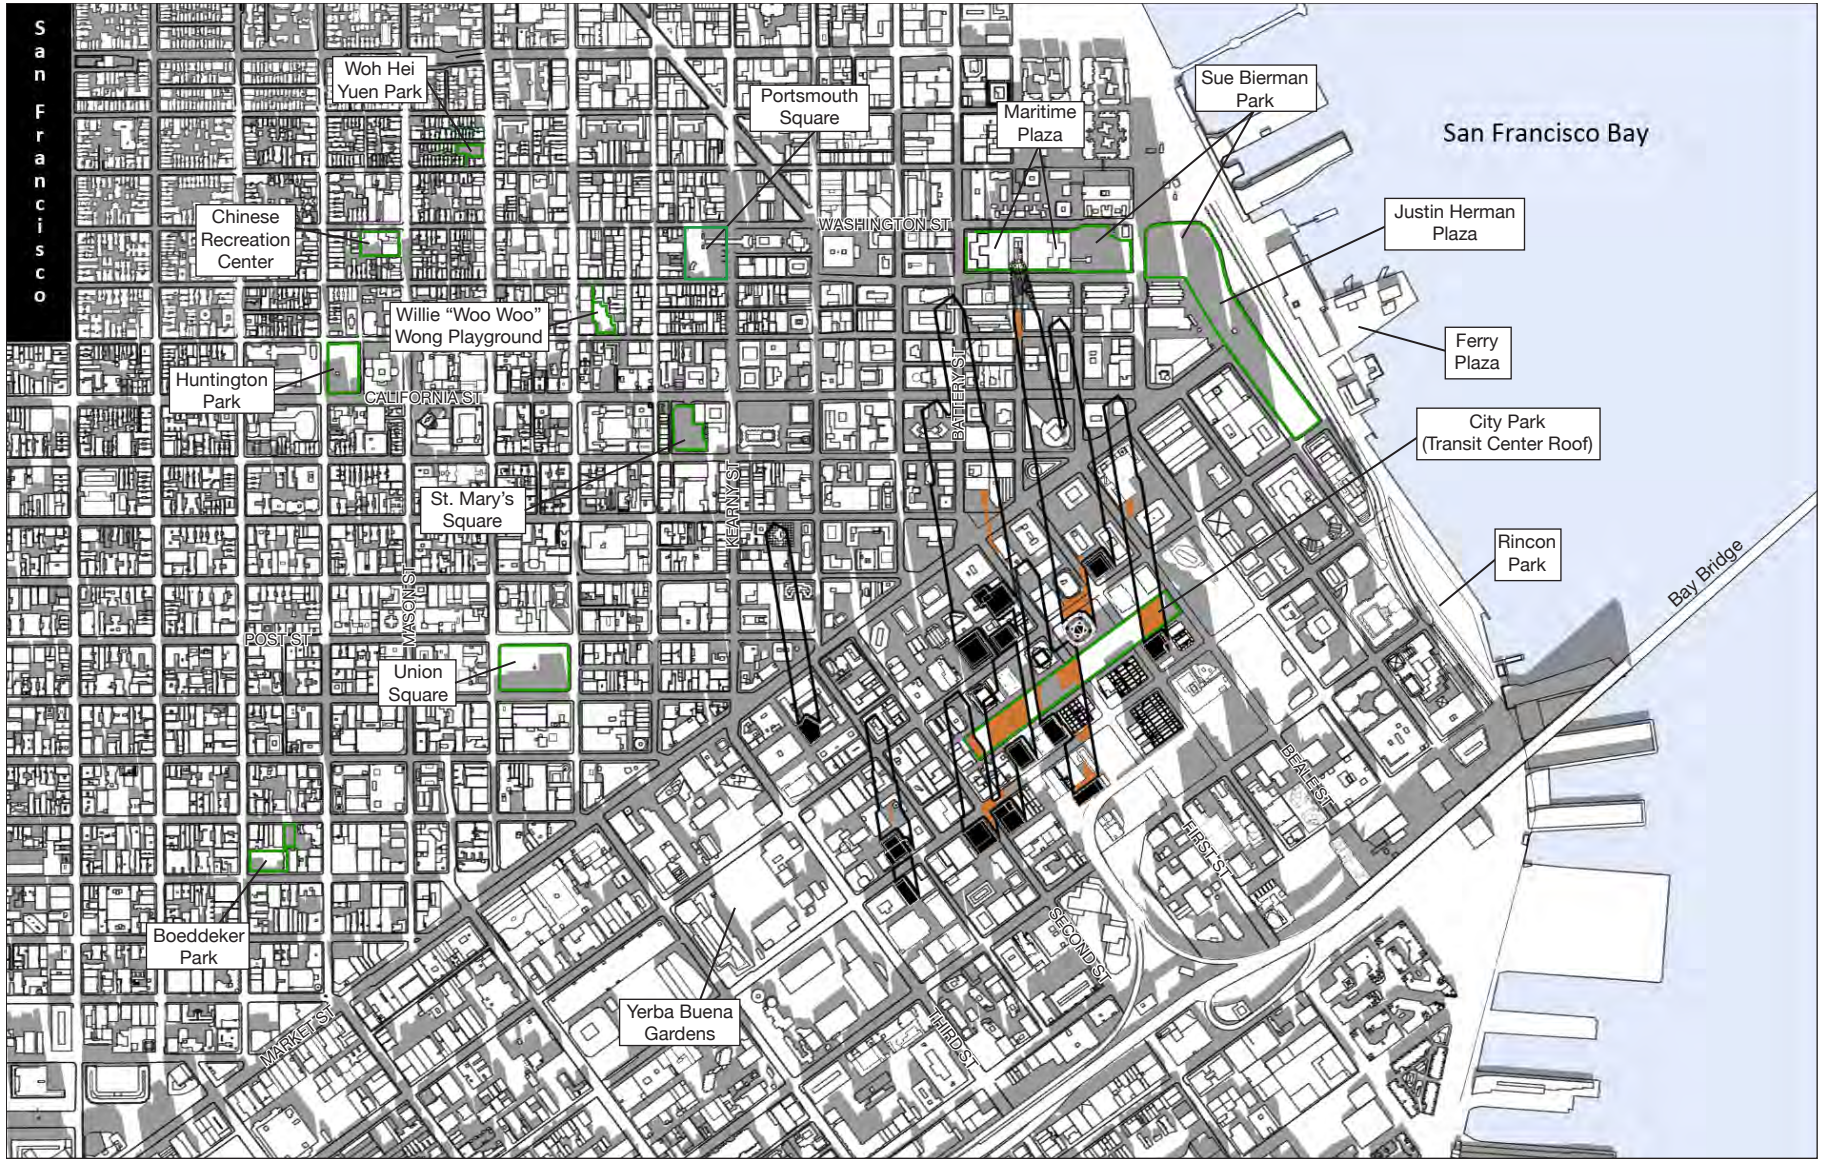 San Francisco
Woh Hei
Yuen Park
Portsmouth
Square
Maritime
Plaza
Sue Bierman
Park
San Francisco Bay
Chinese
Recreation
Center
WASHINGTON ST
Justin Herman
Plaza
Willie “Woo Woo”
Wong Playground
Ferry
Plaza
Huntington
Park
CALIFORNIA ST
BATTERY ST
City Park
(Transit Center Roof)
St. Mary’s
Square
KEARNY ST
Rincon
Park
Bay Bridge
MASON ST
POST ST
Union
Square
BEALE ST
FIRST ST
Boeddeker
Park
SECOND ST
Yerba Buena
Gardens
THIRD ST
MARKET ST